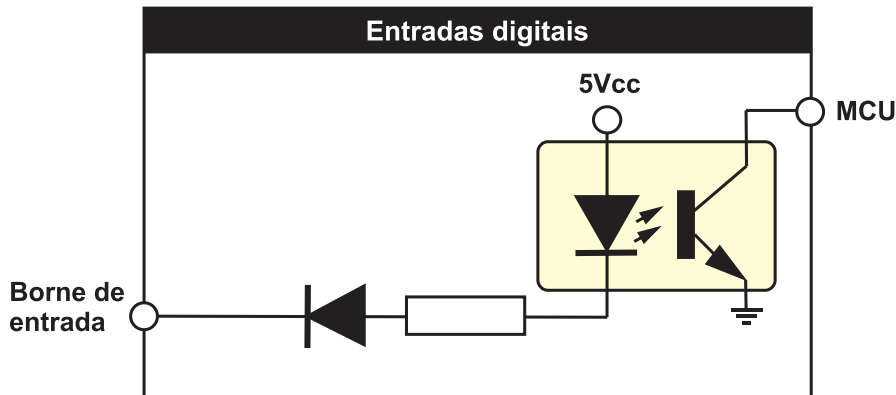 Entradas digitais
5Vcc
MCU
Borne de
entrada